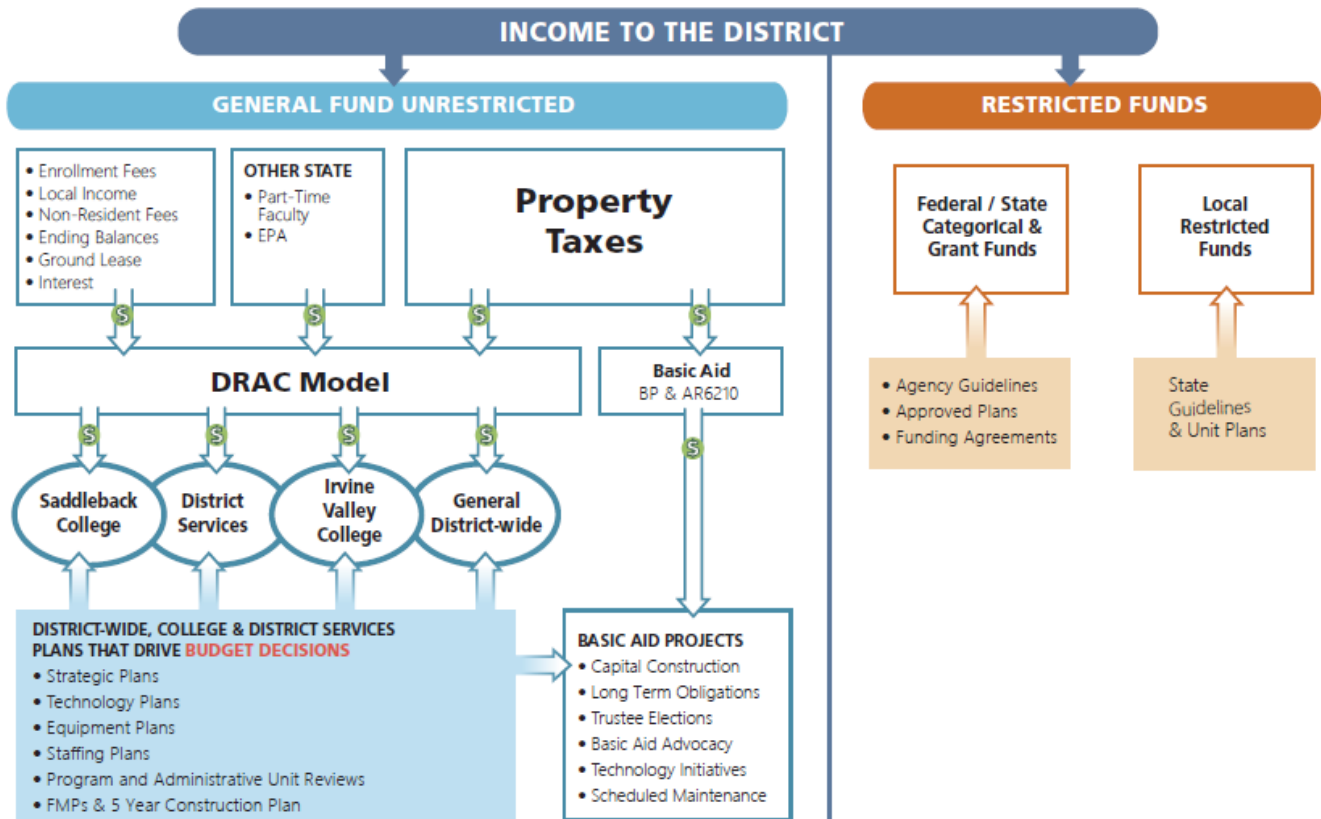 INCOME TO THE DISTRICT
GENERAL FUND UNRESTRICTED
• Enrollment Fees
• Local Income
• Non-Resident Fees
• Ending Balances
• Ground Lease
• Interest
OTHER STATE
• Part-Time
Faculty
• EPA
Property
Taxes
S
S
S
S
DRAC Model
Basic Aid
BP & AR6210
S
S
S
S
S
Saddleback
College
District
Services
Irvine
Valley
College
General
District-wide
DISTRICT-WIDE, COLLEGE & DISTRICT SERVICES
PLANS THAT DRIVE BUDGET DECISIONS
• Strategic Plans
• Technology Plans
• Equipment Plans
• Staffing Plans
• Program and Administrative Unit Reviews
• FMPs & 5 Year Construction Plan
BASIC AID PROJECTS
• Capital Construction
• Long Term Obligations
• Trustee Elections
• Basic Aid Advocacy
• Technology Initiatives
• Scheduled Maintenance
RESTRICTED FUNDS
Federal / State
Categorical &
Grant Funds
Local
Restricted
Funds
• Agency Guidelines
• Approved Plans
• Funding Agreements
State
Guidelines
& Unit Plans